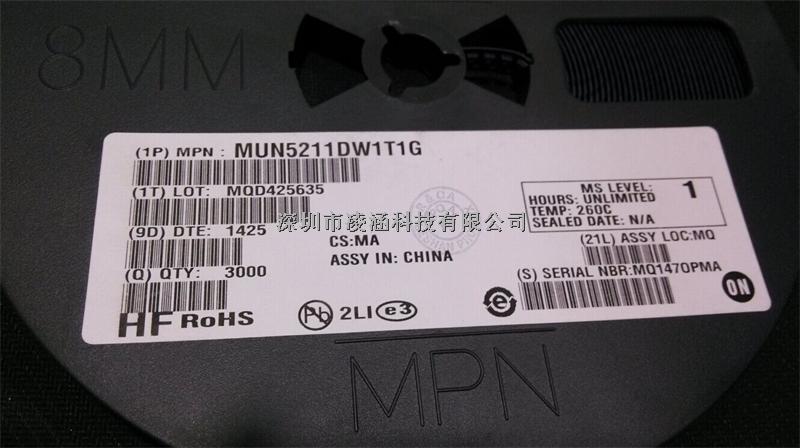 8MM
(1P) MPN : MUN5211DW1T1G
(1T) LOT: MQD425635
(9D) DTE: 1425
(Q) QTY: 3000
HF RoHS
深圳市凌涵科技有限公司
CS:MA
ASSY IN: CHINA
Pb 2LI e3
MS LEVEL: 1
HOURS: UNLIMITED
TEMP: 260C
SEALED DATE: N/A
(21L) ASSY LOC:MQ
(S) SERIAL NBR:MQ1470PMA
e
ON
MPN